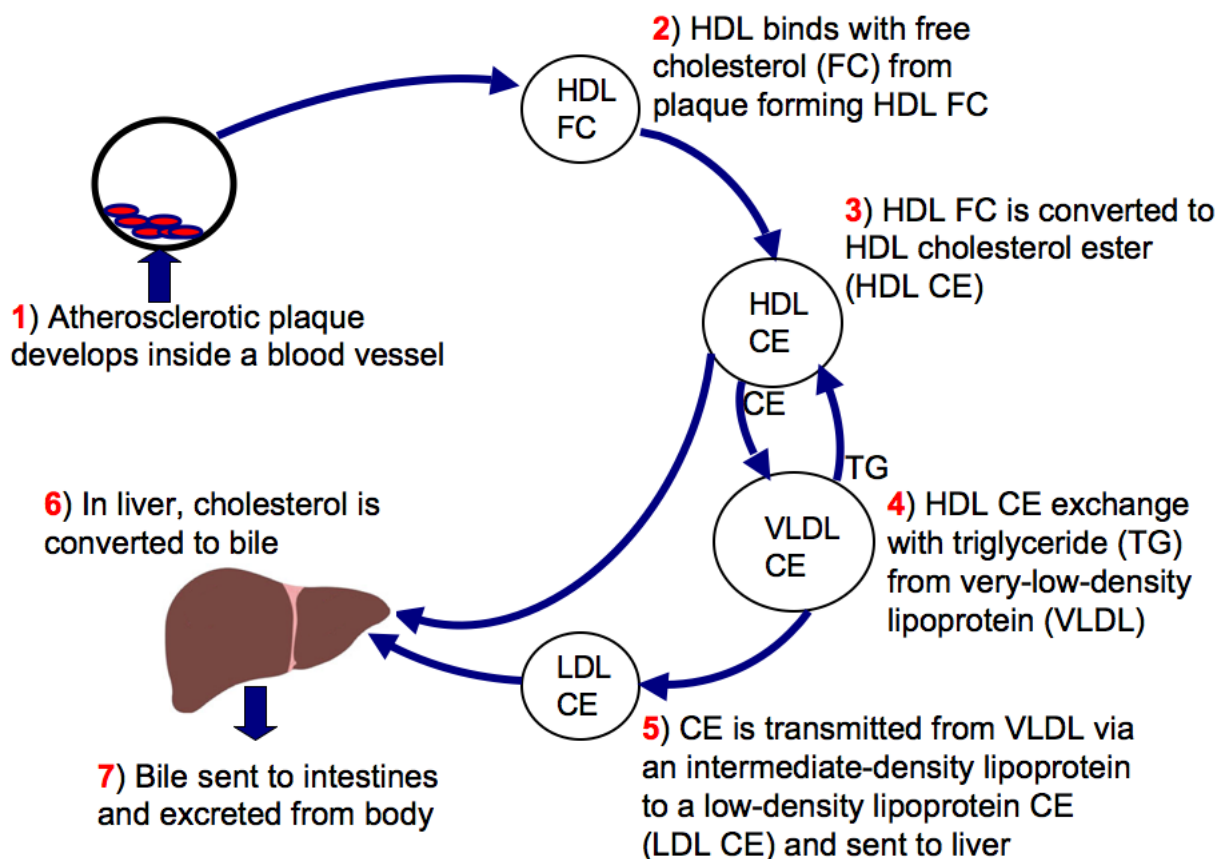 1) Atherosclerotic plaque
develops inside a blood vessel
HDL
FC
2) HDL binds with free
cholesterol (FC) from
plaque forming HDL FC
HDL
CE
3) HDL FC is converted to
HDL cholesterol ester
(HDL CE)
CE
TG
VLDL
CE
4) HDL CE exchange
with triglyceride (TG)
from very-low-density
lipoprotein (VLDL)
LDL
CE
5) CE is transmitted from VLDL via
an intermediate-density lipoprotein
to a low-density lipoprotein CE
(LDL CE) and sent to liver
6) In liver, cholesterol is
converted to bile
7) Bile sent to intestines
and excreted from body